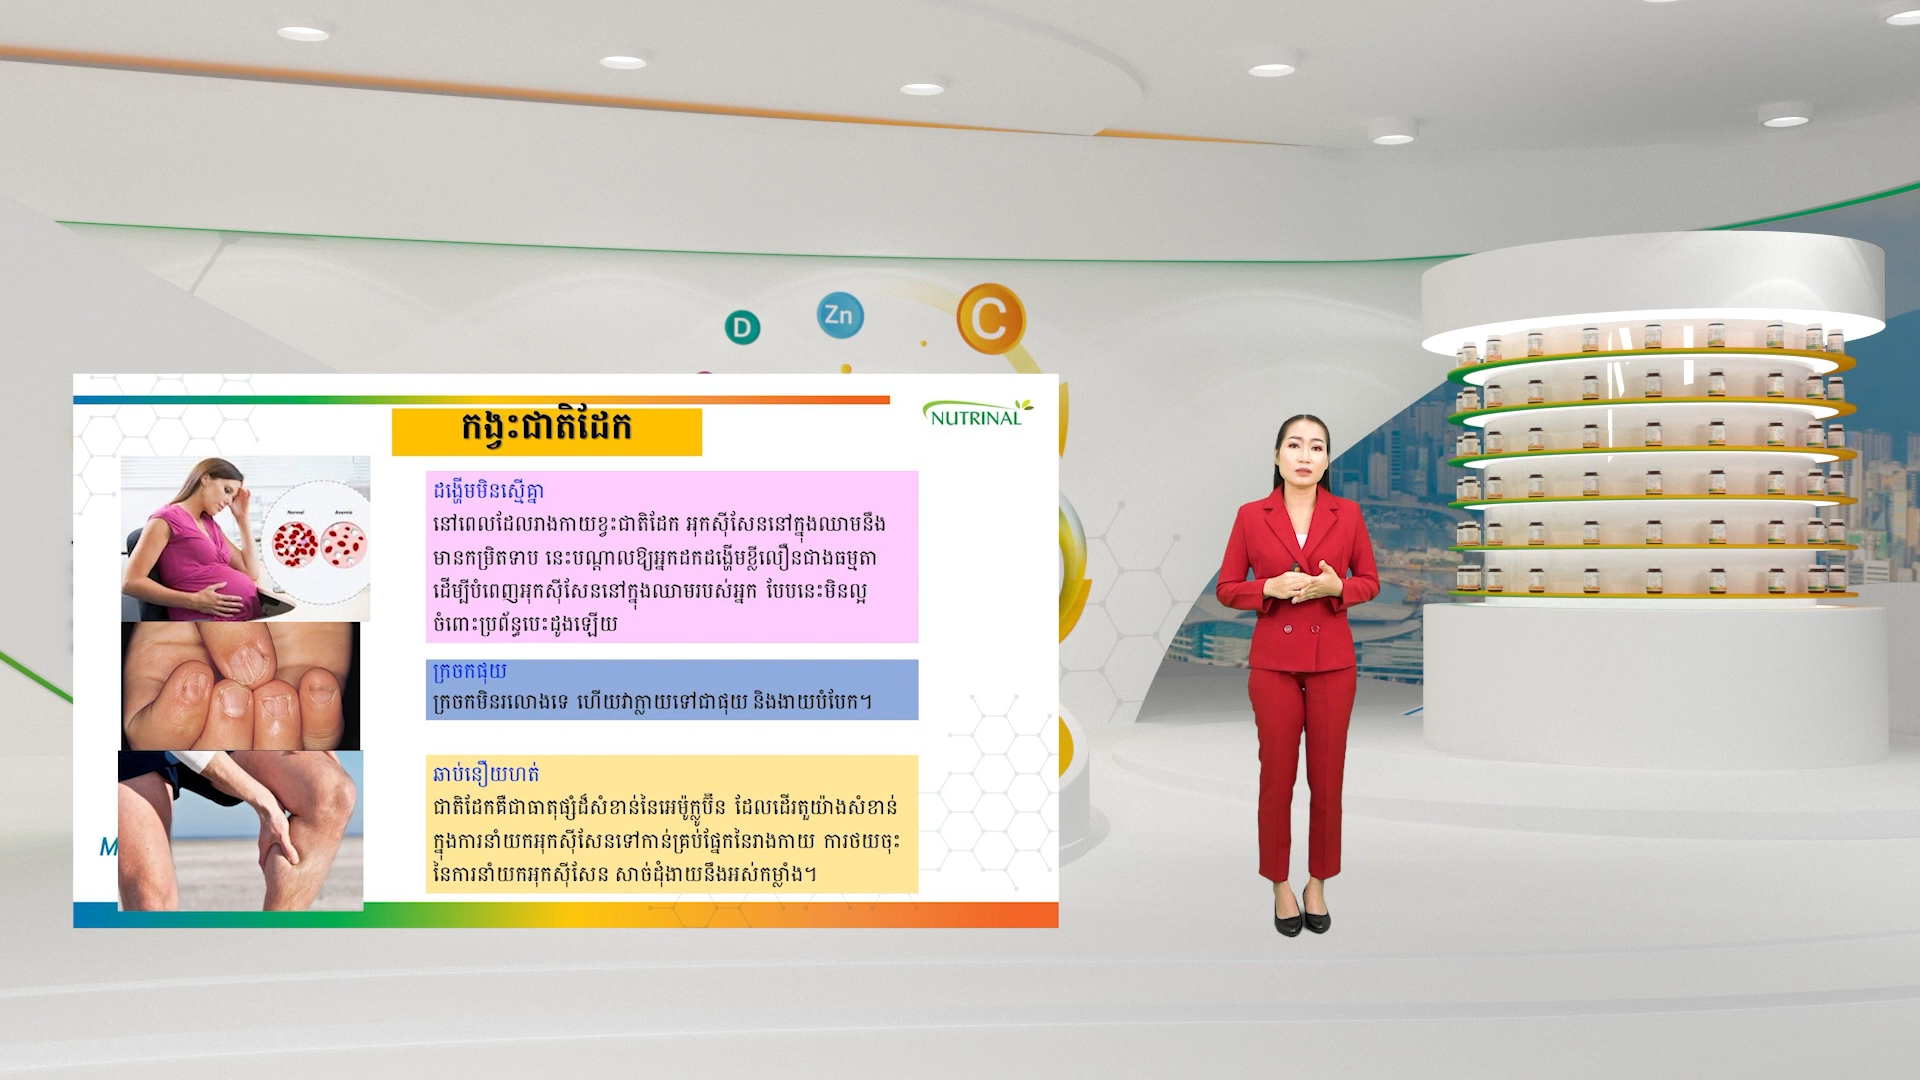 D
Zn
C
NUTRINAL
កង្វះជាតិដែក
Normal
Anemia
ដង្ហើមមិនស្មើគ្នា
នៅពេលដែលរាងកាយខ្វះជាតិដែក អុកស៊ីសែននៅក្នុងឈាមនឹង
មានកម្រិតទាប នេះបណ្តាលឱ្យអ្នកដកដង្ហើមខ្លីលឿនជាងធម្មតា
ដើម្បីបំពេញអុកស៊ីសែននៅក្នុងឈាមរបស់អ្នក បែបនេះមិនល្អ
ចំពោះប្រព័ន្ធបេះដូងឡើយ
ក្រចកផុយ
ក្រចកមិនរលោងទេ ហើយវាក្លាយទៅជាផុយ និងងាយបំបែក។
ឆាប់នឿយហត់
ជាតិដែកគឺជាធាតុផ្សំដ៏សំខាន់នៃអេម៉ូក្លូប៊ីន ដែលដើរតួយ៉ាងសំខាន់
ក្នុងការនាំយកអុកស៊ីសែនទៅកាន់គ្រប់ផ្នែកនៃរាងកាយ ការថយចុះ
នៃការនាំយកអុកស៊ីសែន សាច់ដុំងាយនឹងអស់កម្លាំង។
M